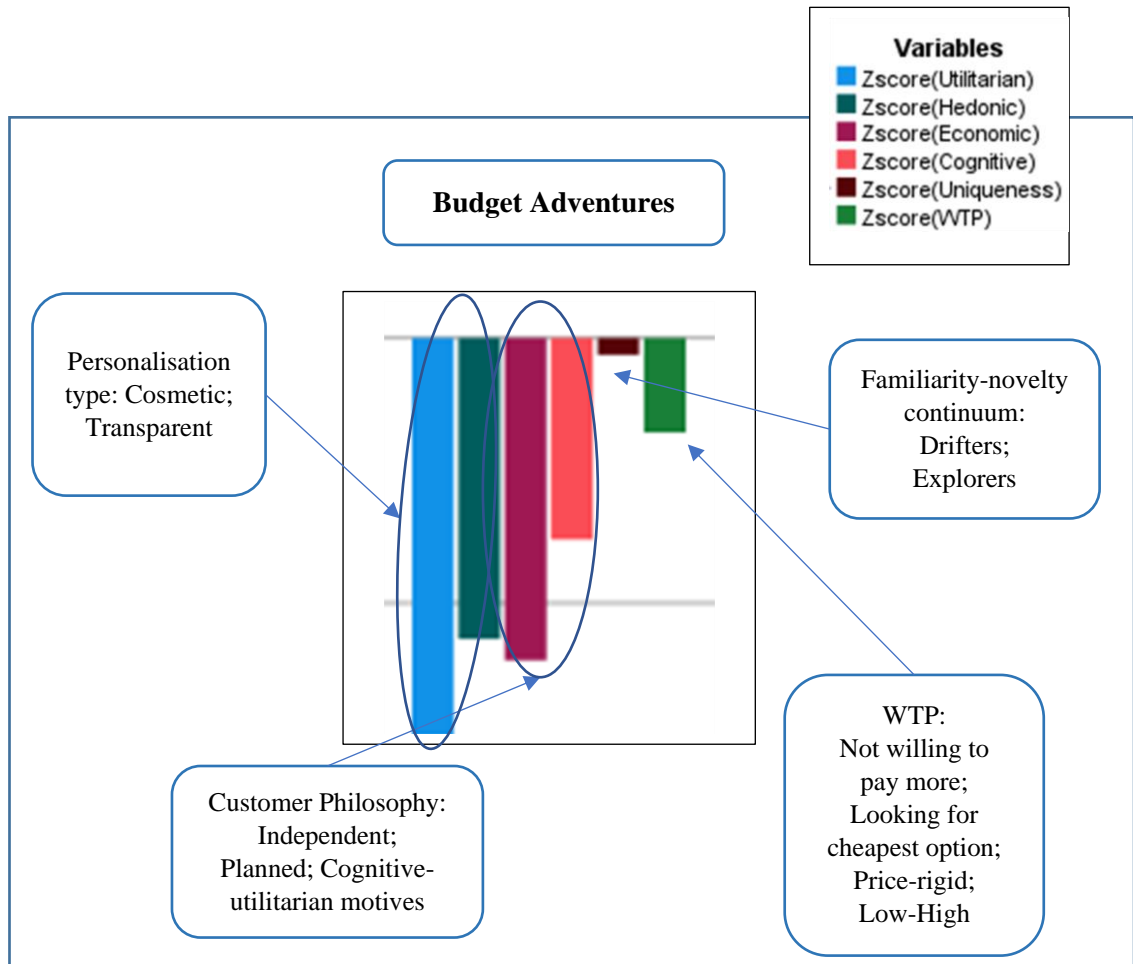 Variables
Zscore(Utilitarian)
Zscore(Hedonic)
Zscore(Economic)
Zscore(Cognitive)
Zscore(Uniqueness)
Zscore(WTP)
Budget Adventures
Personalisation
type: Cosmetic;
Transparent
Familiarity-novelty
continuum:
Drifters;
Explorers
Customer Philosophy:
Independent;
Planned; Cognitive-
utilitarian motives
WTP:
Not willing to
pay more;
Looking for
cheapest option;
Price-rigid;
Low-High